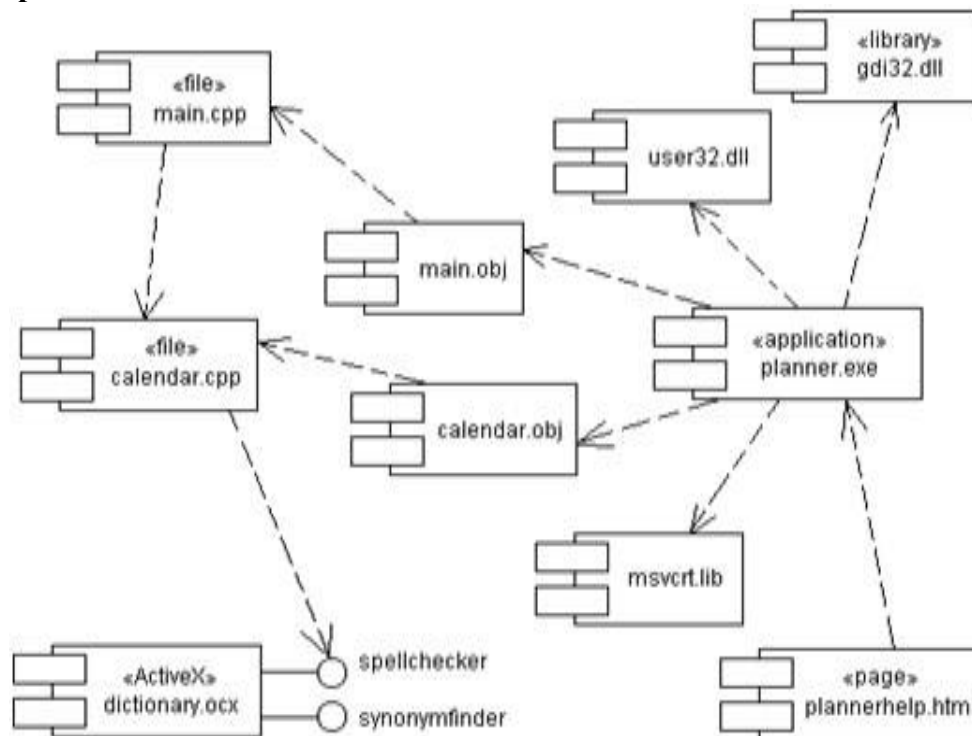 «library»
gdi32.dll
«file»
main.cpp
user32.dll
main.obj
«file»
calendar.cpp
«application»
planner.exe
calendar.obj
msvcrt.lib
«ActiveX»
dictionary.ocx
spellchecker
synonymfinder
«page»
plannerhelp.htm